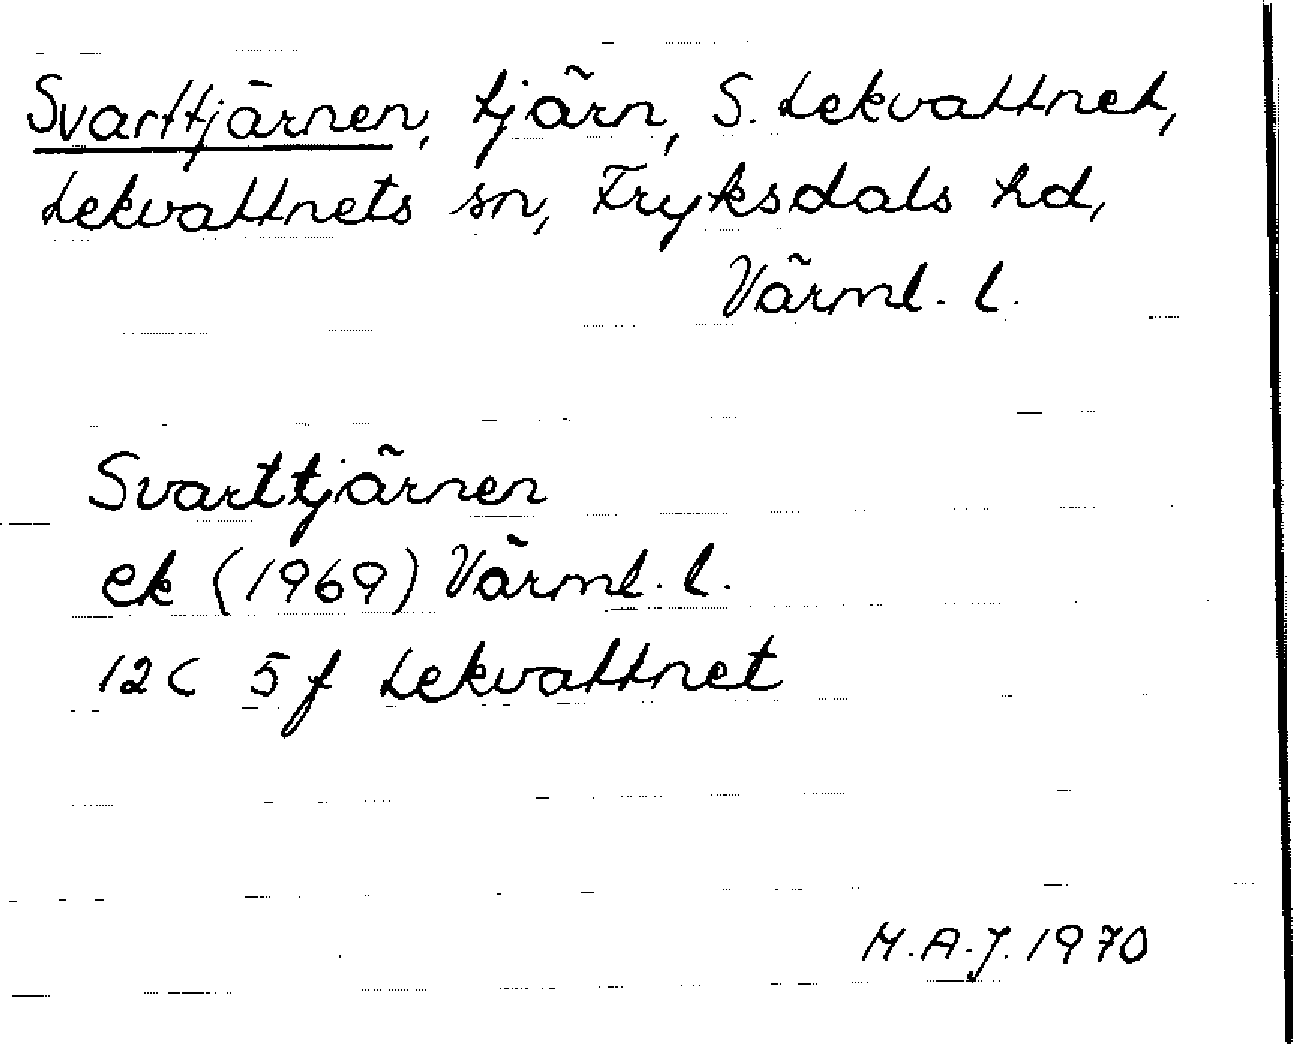 Svarttjärnen, tjärn, S. Lekvattnet,
Lekvattnets sn, Fryksdals hd,
Värml. l.
Svarttjärnen
ek (1969) Värml. l.
12C 5f Lekvattnet
M.A.J. 1970